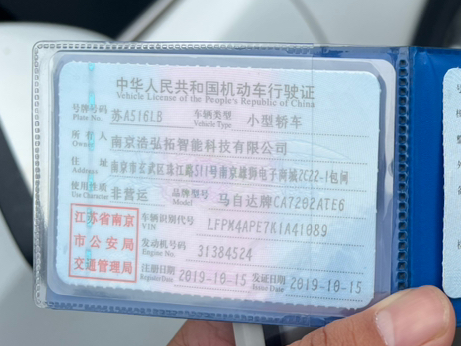 中华人民共和国机动车行驶证
Vehicle License of the People's Republic of China
号牌号码 Plate No. 苏A516LB 车辆类型 Vehicle Type 小型轿车
所有人 Owner 南京浩弘拓智能科技有限公司
住址 Address 南京市玄武区珠江路511号南京雄狮电子商城2C22-1包间
使用性质 Use Character 非营运 品牌型号 Model 马自达牌CA7202ATE6
江苏省南京
市公安局
交通管理局
车辆识别代号 VIN LFPM4APE7K1A41089
发动机号码 Engine No. 31384524
注册日期 Register Date 2019-10-15 发证日期 Issue Date 2019-10-15